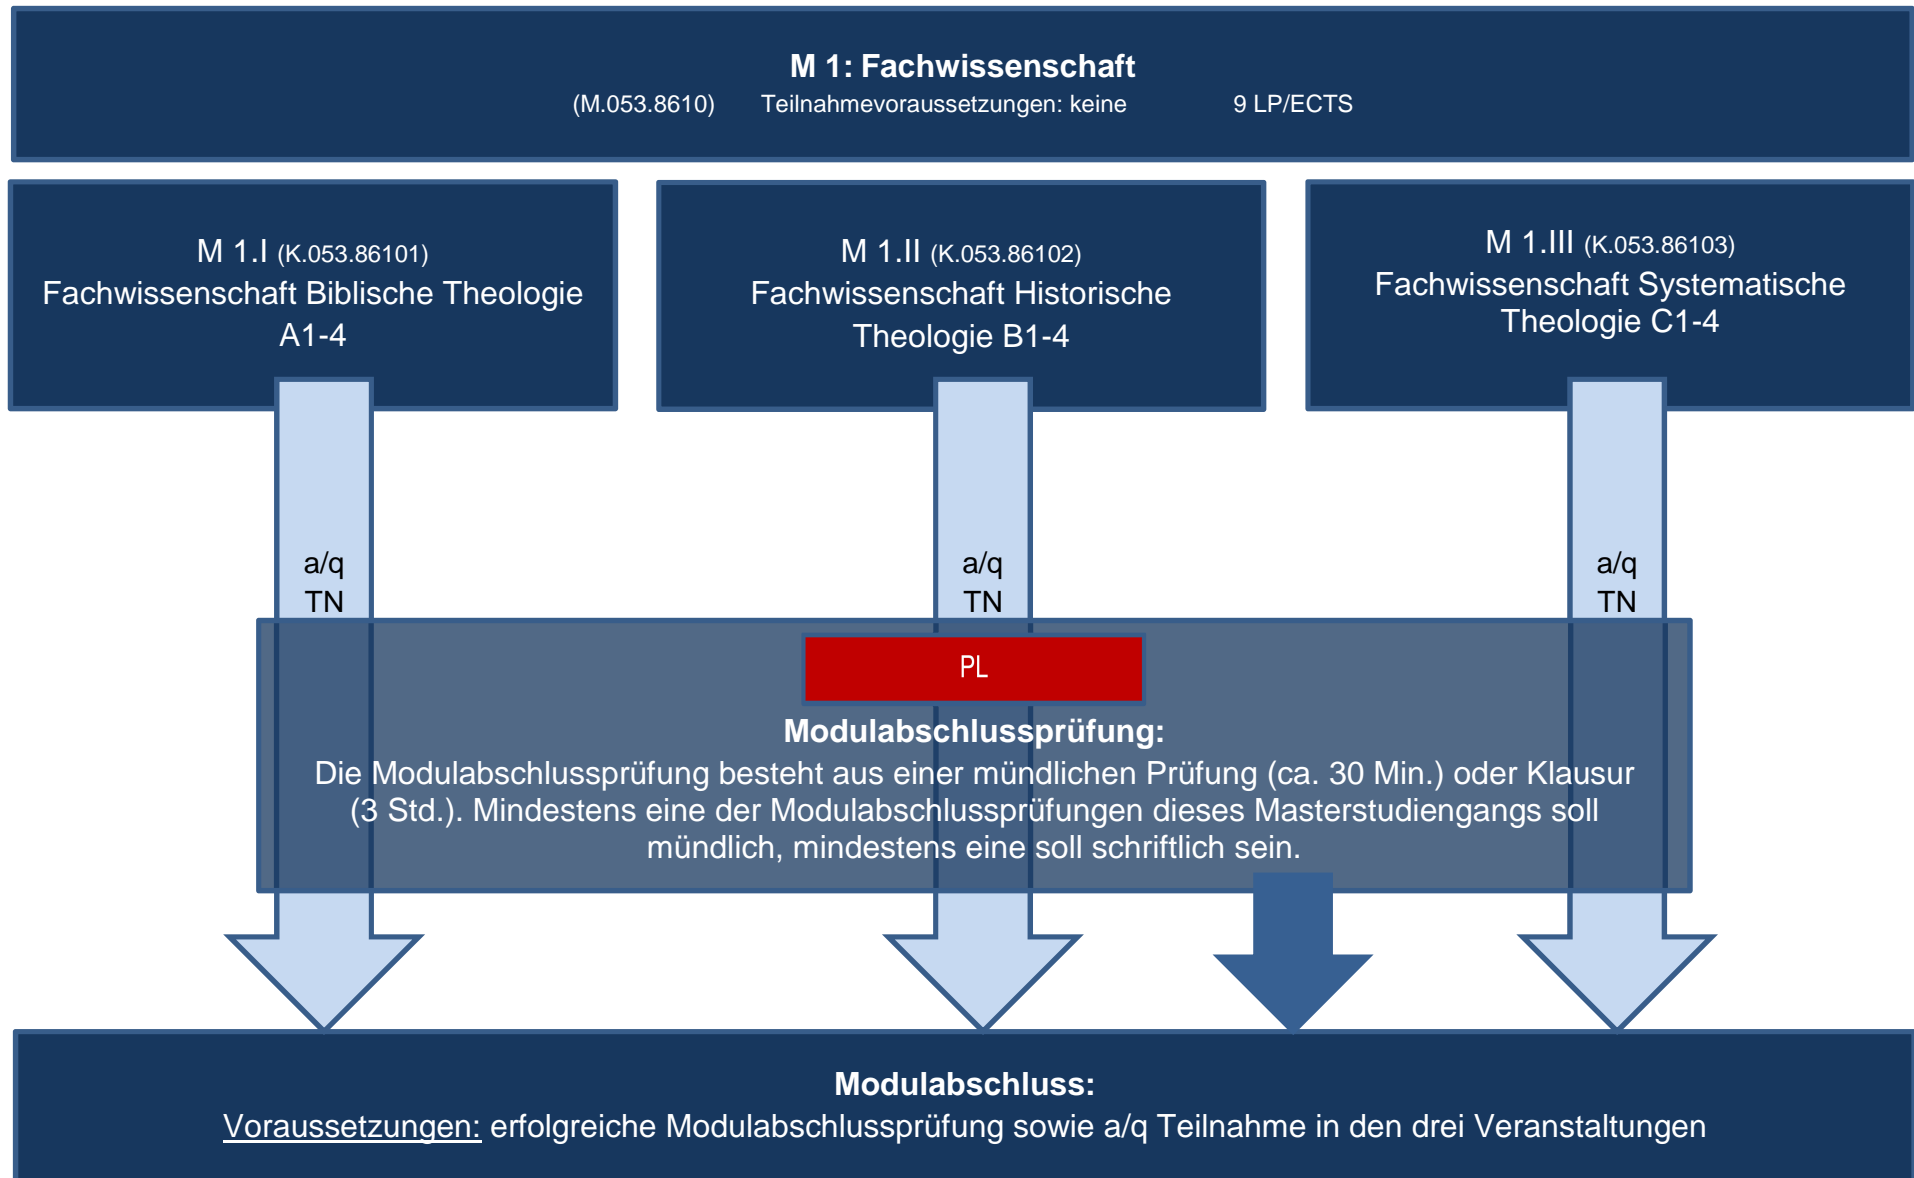 M 1: Fachwissenschaft
(M.053.8610) Teilnahmevoraussetzungen: keine 9 LP/ECTS
M 1.I (K.053.86101)
Fachwissenschaft Biblische Theologie
A1-4
M 1.II (K.053.86102)
Fachwissenschaft Historische
Theologie B1-4
M 1.III (K.053.86103)
Fachwissenschaft Systematische
Theologie C1-4
a/q
TN
a/q
TN
a/q
TN
PL
Modulabschlussprüfung:
Die Modulabschlussprüfung besteht aus einer mündlichen Prüfung (ca. 30 Min.) oder Klausur
(3 Std.). Mindestens eine der Modulabschlussprüfungen dieses Masterstudiengangs soll
mündlich, mindestens eine soll schriftlich sein.
Modulabschluss:
Voraussetzungen: erfolgreiche Modulabschlussprüfung sowie a/q Teilnahme in den drei Veranstaltungen